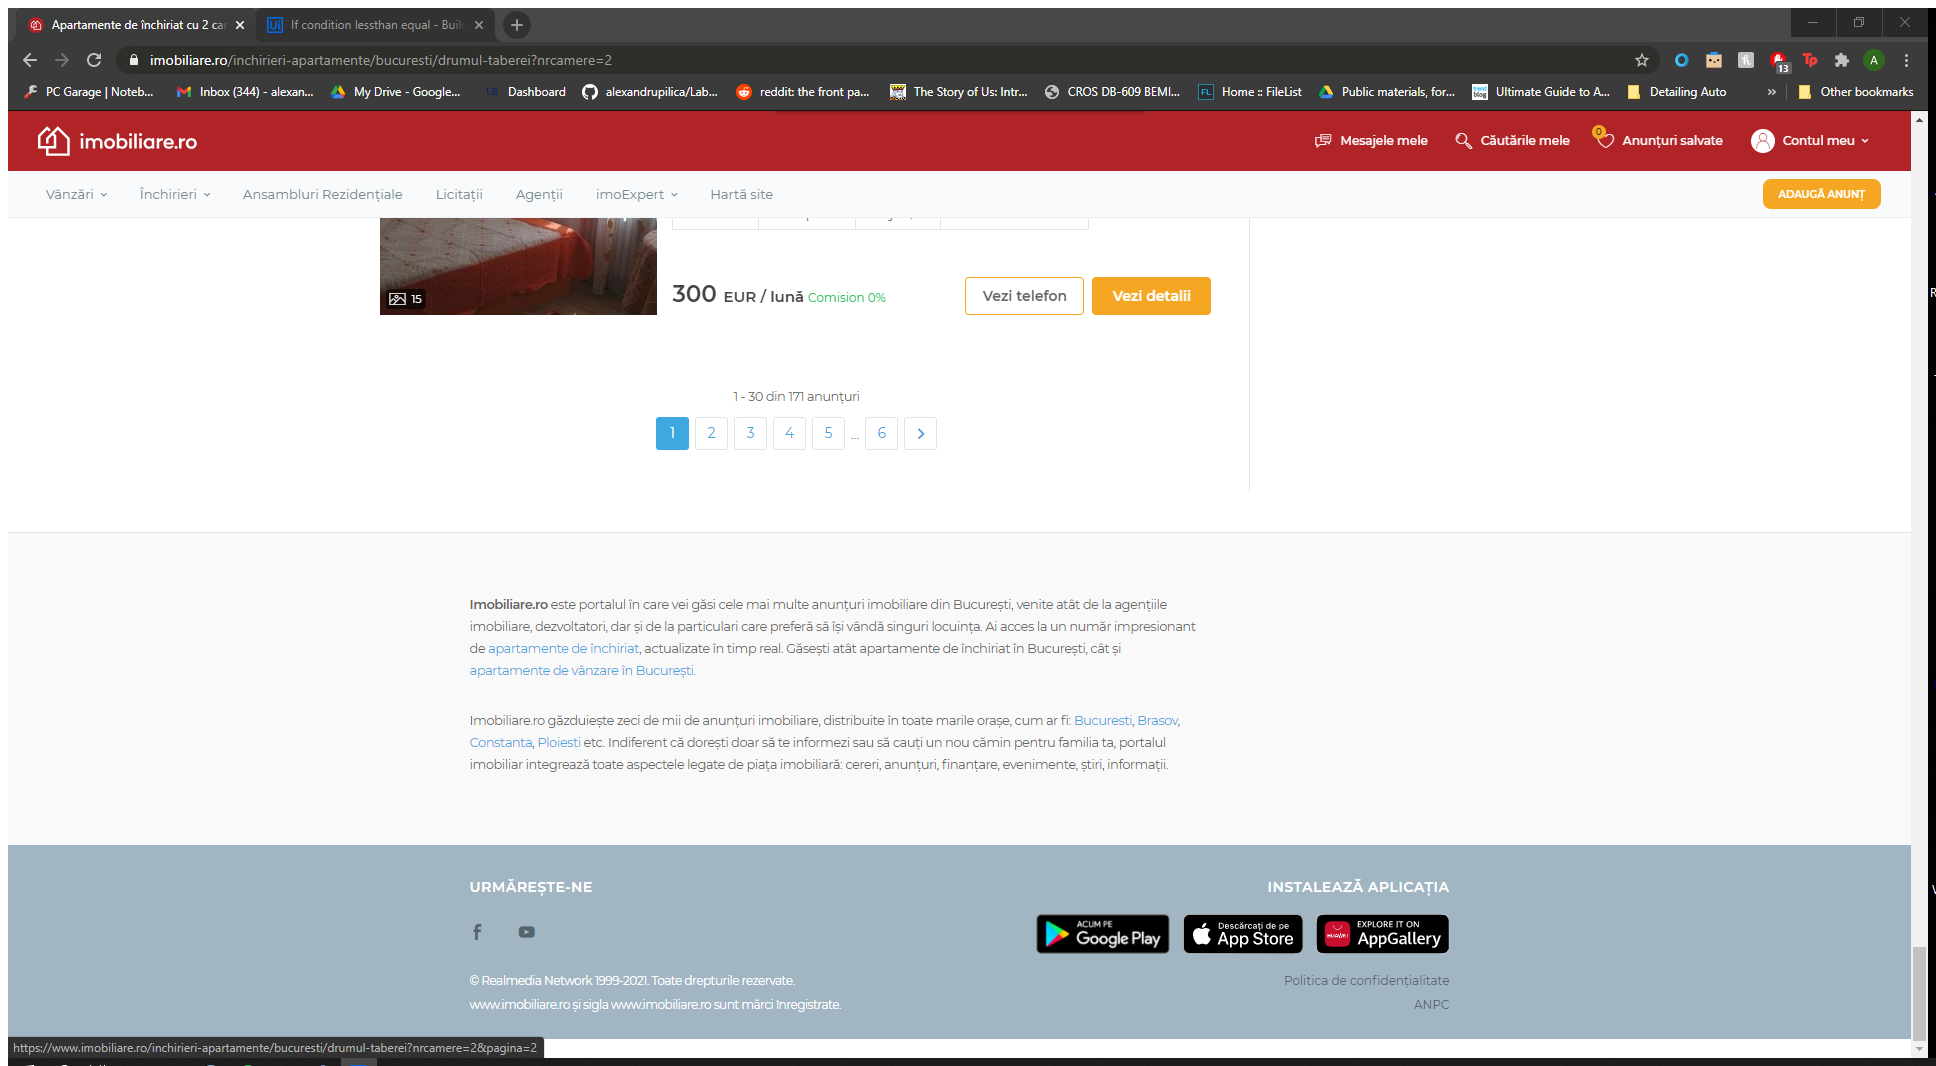 Apartamente de închiriat cu 2 car
If condition lessthan equal - Build
imobiliare.ro/inchirieri-apartamente/bucuresti/drumul-taberei?nrcamere=2
13
Tp
A
PC Garage | Noteb...
Inbox (344) - alexan...
My Drive - Google...
UB Dashboard
alexandrupilica/Lab...
reddit: the front pa...
The Story of Us: Intr...
CROS DB-609 BEMI...
FL Home :: FileList
Public materials, for...
Ultimate Guide to A...
Detailing Auto
»
Other bookmarks
imobiliare.ro
Mesajele mele
Căutările mele
0 Anunțuri salvate
Contul meu
Vânzări
Închirieri
Ansambluri Rezidențiale
Licitații
Agenții
imoExpert
Hartă site
ADAUGĂ ANUNȚ
15
300 EUR / lună Comision 0%
Vezi telefon
Vezi detalii
1 - 30 din 171 anunțuri
1 2 3 4 5 ... 6
Imobiliare.ro este portalul în care vei găsi cele mai multe anunțuri imobiliare din București, venite atât de la agențiile
imobiliare, dezvoltatori, dar și de la particulari care preferă să își vândă singuri locuința. Ai acces la un număr impresionant
de apartamente de închiriat, actualizate în timp real. Găsești atât apartamente de închiriat în București, cât și
apartamente de vânzare în București.
Imobiliare.ro găzduiește zeci de mii de anunțuri imobiliare, distribuite în toate marile orașe, cum ar fi: Bucuresti, Brasov,
Constanta, Ploiesti etc. Indiferent că dorești doar să te informezi sau să cauți un nou cămin pentru familia ta, portalul
imobiliar integrează toate aspectele legate de piața imobiliară: cereri, anunțuri, finanțare, evenimente, știri, informații.
URMĂREȘTE-NE
INSTALEAZĂ APLICAȚIA
ACUM PE
Google Play
Descărcați de pe
App Store
EXPLORE IT ON
AppGallery
© Realmedia Network 1999-2021. Toate drepturile rezervate.
www.imobiliare.ro și sigla www.imobiliare.ro sunt mărci înregistrate.
Politica de confidențialitate
ANPC
https://www.imobiliare.ro/inchirieri-apartamente/bucuresti/drumul-taberei?nrcamere=2&pagina=2